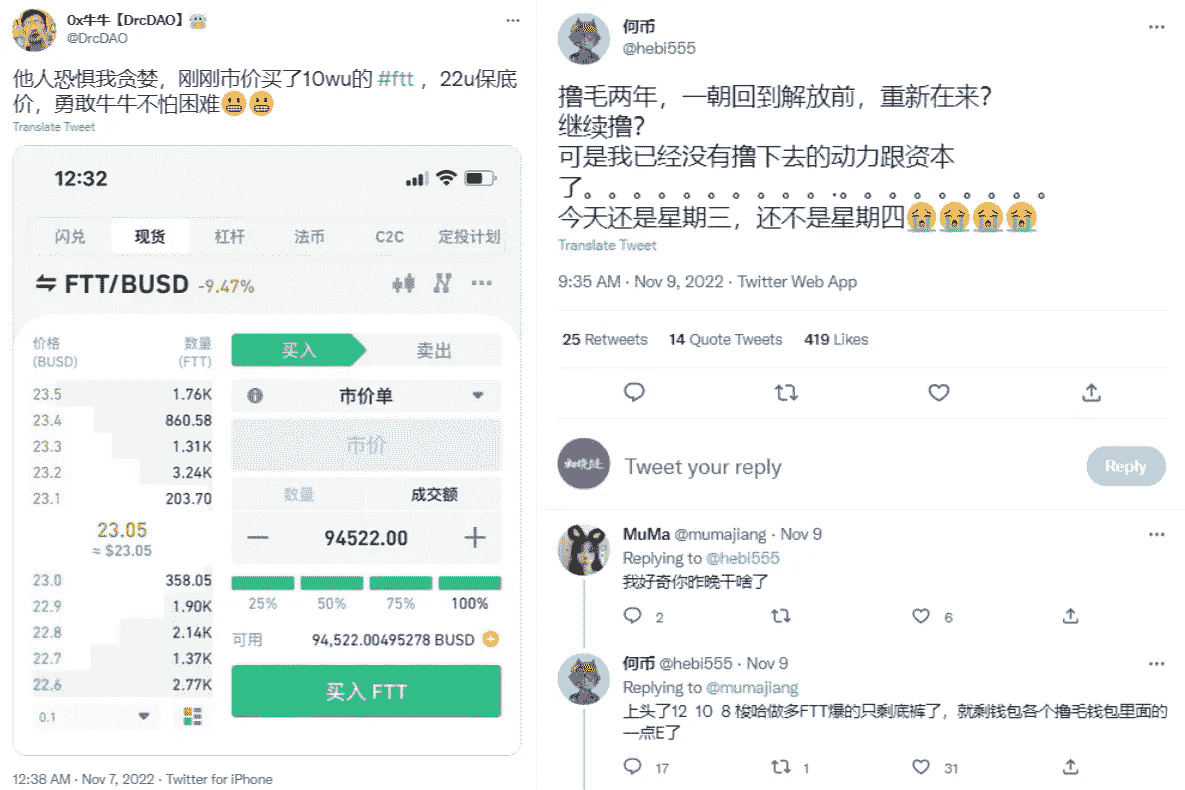 0x牛牛【DrcDAO】
@DrcDAO
他人恐惧我贪婪，刚刚市价买了10wu的 #ftt ，22u保底
价，勇敢牛牛不怕困难😬😬
Translate Tweet
12:32
闪兑 现货 杠杆 法币 C2C 定投计划
FTT/BUSD -9.47%
价格 数量
(BUSD) (FTT)
买入 卖出
23.5 1.76K
市价单
23.4 860.58
23.3 1.31K
市价
23.2 3.24K
23.1 203.70
数量 成交额
23.05
≈ $23.05
94522.00
23.0 358.05
22.9 1.90K
25% 50% 75% 100%
22.8 2.14K
可用 94,522.00495278 BUSD
22.7 1.37K
22.6 2.77K
买入 FTT
0.1
12:38 AM · Nov 7, 2022 · Twitter for iPhone
何币
@hebi555
撸毛两年，一朝回到解放前，重新在来？
继续撸？
可是我已经没有撸下去的动力跟资本
了。。。。。。。。。。.。。。。。。。。。
今天还是星期三，还不是星期四😭😭😭😭
Translate Tweet
9:35 AM · Nov 9, 2022 · Twitter Web App
25 Retweets 14 Quote Tweets 419 Likes
Tweet your reply
Reply
MuMa @mumajiang · Nov 9
Replying to @hebi555
我好奇你昨晚干啥了
2 6
何币 @hebi555 · Nov 9
Replying to @mumajiang
上头了12 10 8 梭哈做多FTT爆的只剩底裤了，就剩钱包各个撸毛钱包里面的
一点E了
17 1 31